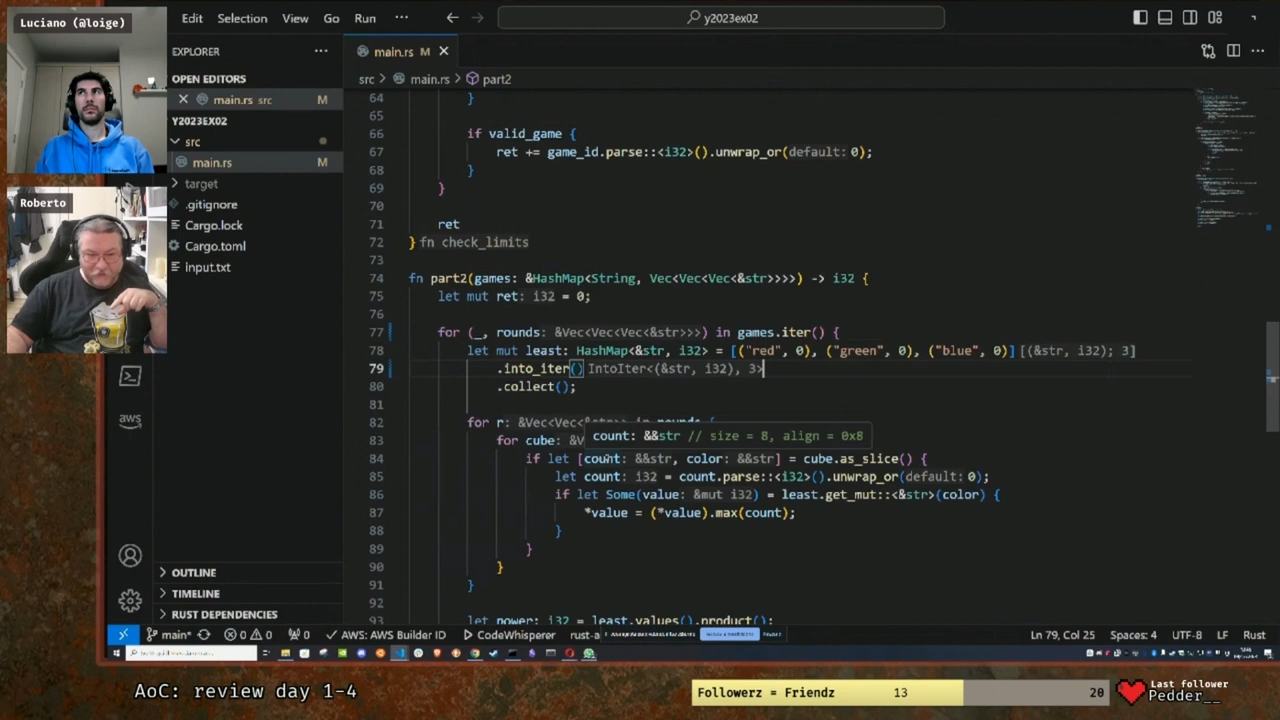 Luciano (@loige)
Roberto
Edit Selection View Go Run ···
y2023ex02
EXPLORER
OPEN EDITORS
main.rs src M
Y2023EX02
src
main.rs M
target
.gitignore
Cargo.lock
Cargo.toml
input.txt
OUTLINE
TIMELINE
RUST DEPENDENCIES
aws
main.rs M
src > main.rs > part2
64 }
65
66 if valid_game {
67 ret += game_id.parse::<i32>().unwrap_or(default: 0);
68 }
69 }
70
71 ret
72 } fn check_limits
73
74 fn part2(games: &HashMap<String, Vec<Vec<Vec<&str>>>>) -> i32 {
75 let mut ret: i32 = 0;
76
77 for (_, rounds: &Vec<Vec<Vec<&str>>>) in games.iter() {
78 let mut least: HashMap<&str, i32> = [("red", 0), ("green", 0), ("blue", 0)] [(&str, i32); 3]
79 .into_iter() IntoIter<(&str, i32), 3>
80 .collect();
81
82 for r: &Vec<Vec<&str>> in rounds {
count: &&str // size = 8, align = 0x8
83 for cube: &V
84 if let [count: &&str, color: &&str] = cube.as_slice() {
85 let count: i32 = count.parse::<i32>().unwrap_or(default: 0);
86 if let Some(value: &mut i32) = least.get_mut::<&str>(color) {
87 *value = (*value).max(count);
88 }
89 }
90 }
91 }
92
93 let power: i32 = least.values().product();
main* 0 0 0 AWS: AWS Builder ID CodeWhisperer rust-a Ln 79, Col 25 Spaces: 4 UTF-8 LF Rust
AoC: review day 1-4
Followerz = Friendz 13 20
Last follower
Pedder__